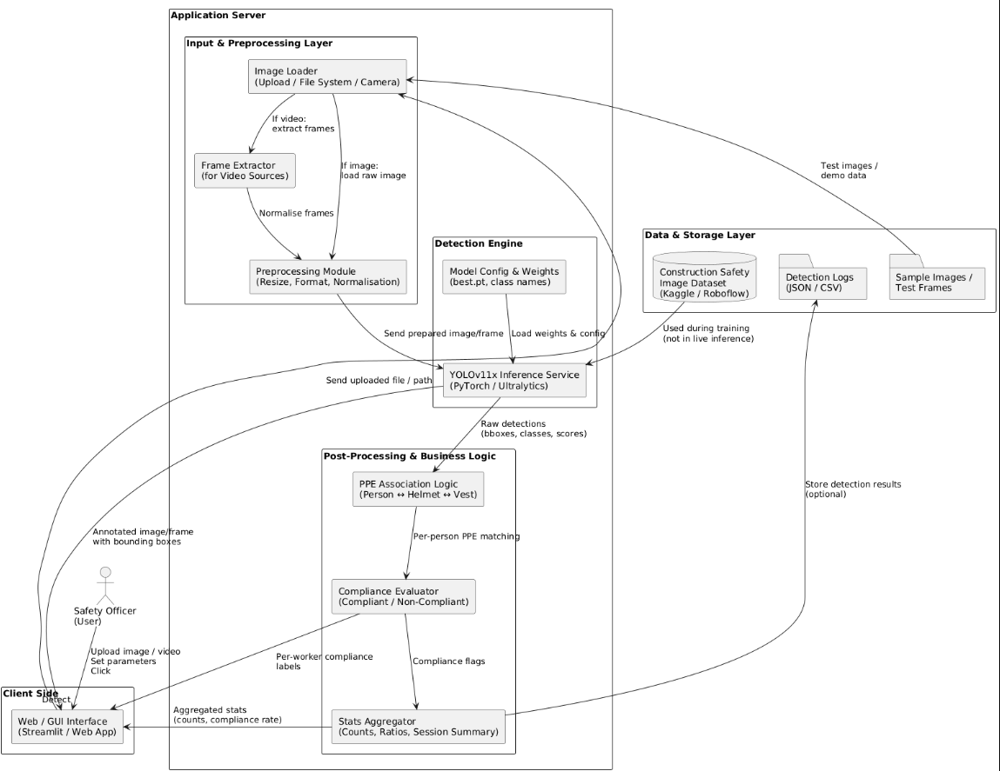 Application Server
Input & Preprocessing Layer
Image Loader
(Upload / File System / Camera)
If video:
extract frames
If image:
load raw image
Frame Extractor
(for Video Sources)
Normalise frames
Preprocessing Module
(Resize, Format, Normalisation)
Test images /
demo data
Data & Storage Layer
Construction Safety
Image Dataset
(Kaggle / Roboflow)
Detection Logs
(JSON / CSV)
Sample Images /
Test Frames
Detection Engine
Model Config & Weights
(best.pt, class names)
Send prepared image/frame
Load weights & config
Used during training
(not in live inference)
YOLOv11x Inference Service
(PyTorch / Ultralytics)
Send uploaded file / path
Raw detections
(bboxes, classes, scores)
Post-Processing & Business Logic
PPE Association Logic
(Person ↔ Helmet ↔ Vest)
Store detection results
(optional)
Per-person PPE matching
Annotated image/frame
with bounding boxes
Compliance Evaluator
(Compliant / Non-Compliant)
Safety Officer
(User)
Upload image / video
Set parameters
Click
Detect
Per-worker compliance
labels
Compliance flags
Client Side
Web / GUI Interface
(Streamlit / Web App)
Aggregated stats
(counts, compliance rate)
Stats Aggregator
(Counts, Ratios, Session Summary)